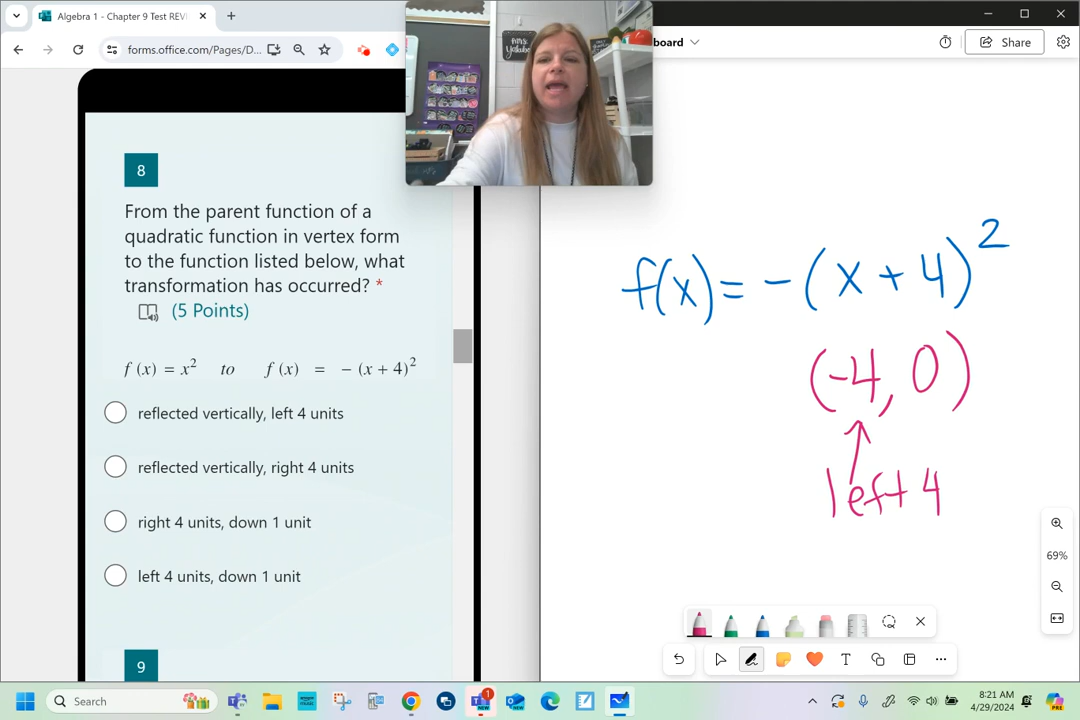 Algebra 1 - Chapter 9 Test REVI
forms.office.com/Pages/D...
board
Share
8
From the parent function of a
quadratic function in vertex form
to the function listed below, what
transformation has occurred? *
(5 Points)
f (x) = x² to f (x) = − (x + 4)²
reflected vertically, left 4 units
reflected vertically, right 4 units
right 4 units, down 1 unit
left 4 units, down 1 unit
9
f(x) = -(x + 4)²
(-4, 0)
left 4
69%
Search
8:21 AM
4/29/2024